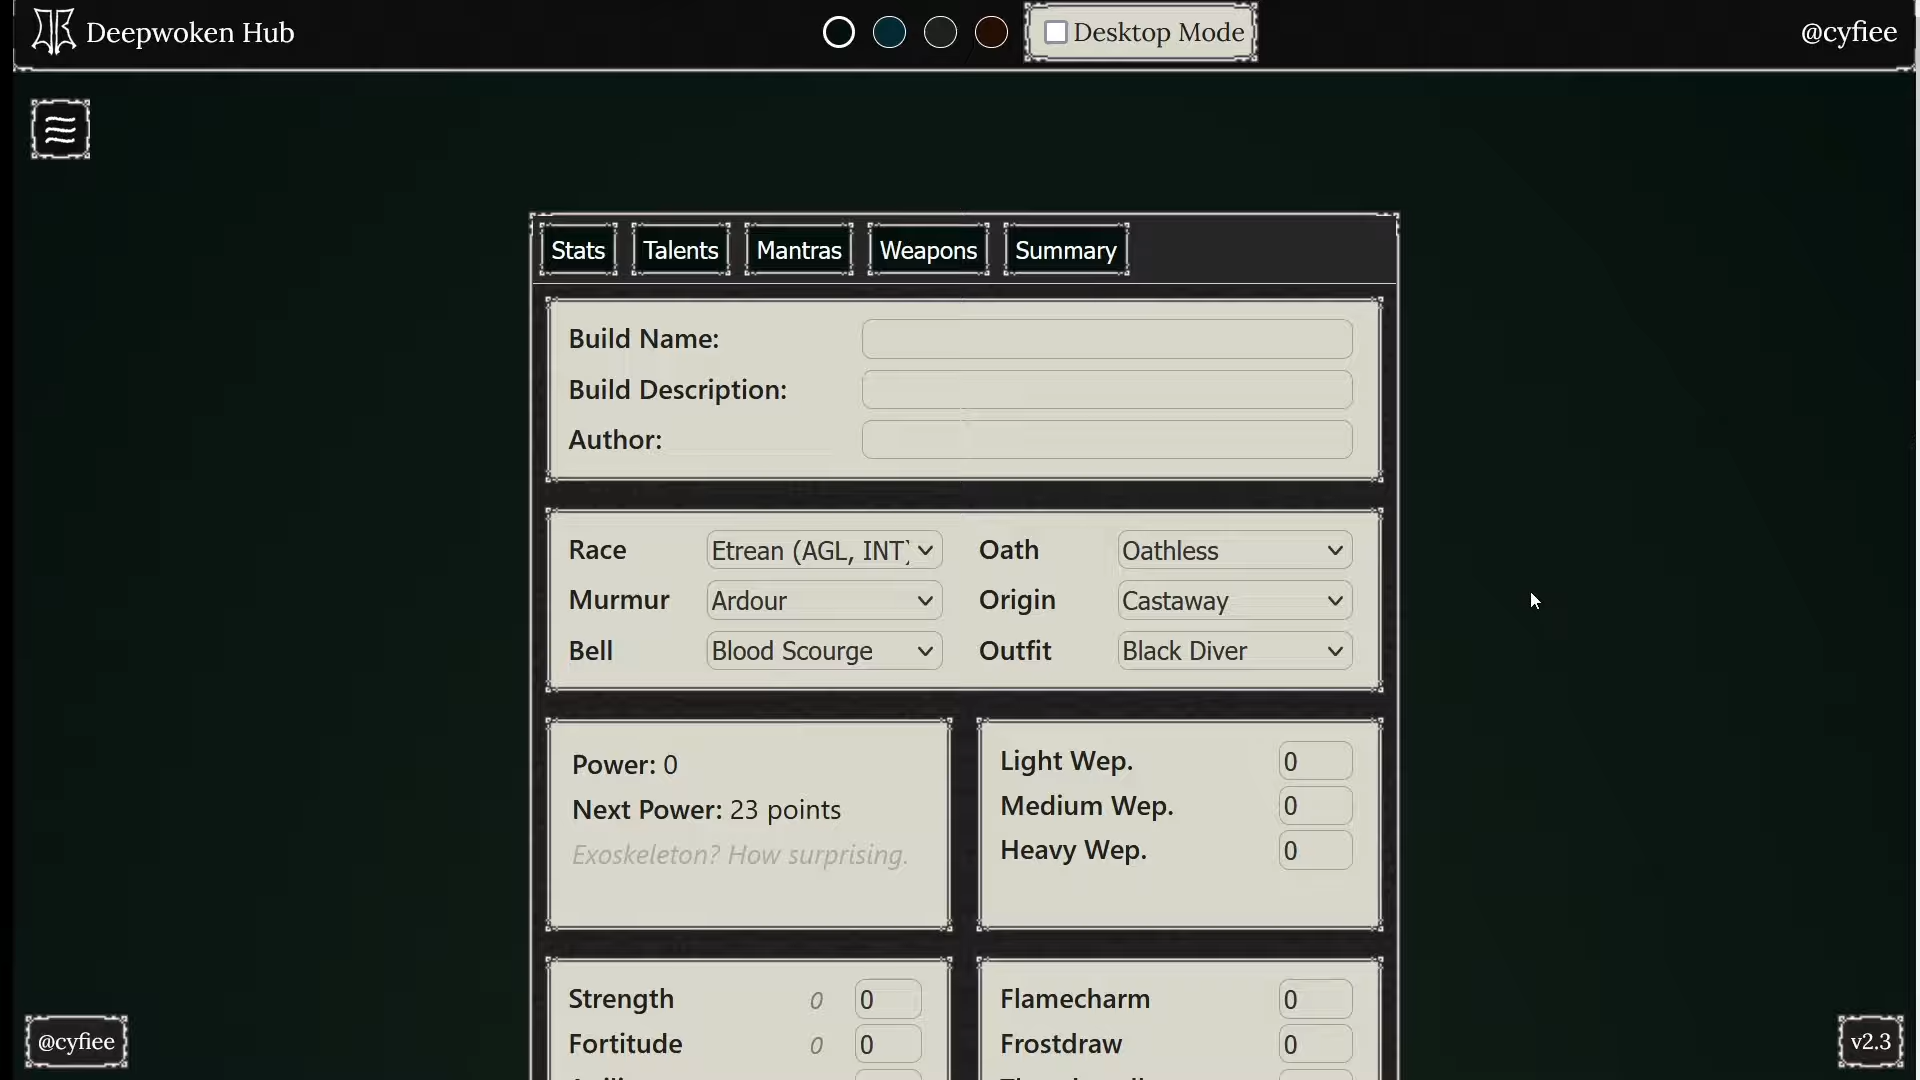 Deepwoken Hub
Desktop Mode
@cyfiee
Stats Talents Mantras Weapons Summary
Build Name:
Build Description:
Author:
Race Etrean (AGL, INT) Oath Oathless
Murmur Ardour Origin Castaway
Bell Blood Scourge Outfit Black Diver
Power: 0
Next Power: 23 points
Exoskeleton? How surprising.
Light Wep. 0
Medium Wep. 0
Heavy Wep. 0
Strength 0 0
Fortitude 0 0
Flamecharm 0
Frostdraw 0
@cyfiee
v2.3